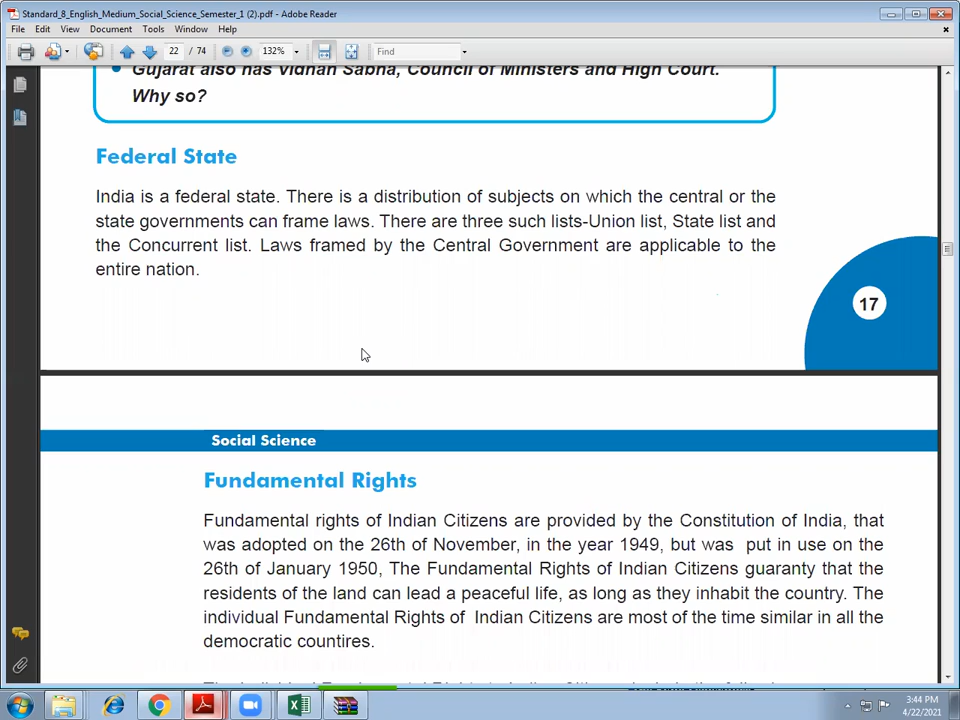 Standard_8_English_Medium_Social_Science_Semester_1 (2).pdf - Adobe Reader
File Edit View Document Tools Window Help
22 / 74 132% Find
Gujarat also has Vidhan Sabha, Council of Ministers and High Court.
Why so?
Federal State
India is a federal state. There is a distribution of subjects on which the central or the
state governments can frame laws. There are three such lists-Union list, State list and
the Concurrent list. Laws framed by the Central Government are applicable to the
entire nation.
17
Social Science
Fundamental Rights
Fundamental rights of Indian Citizens are provided by the Constitution of India, that
was adopted on the 26th of November, in the year 1949, but was put in use on the
26th of January 1950, The Fundamental Rights of Indian Citizens guaranty that the
residents of the land can lead a peaceful life, as long as they inhabit the country. The
individual Fundamental Rights of Indian Citizens are most of the time similar in all the
democratic countires.
3:44 PM
4/22/2021